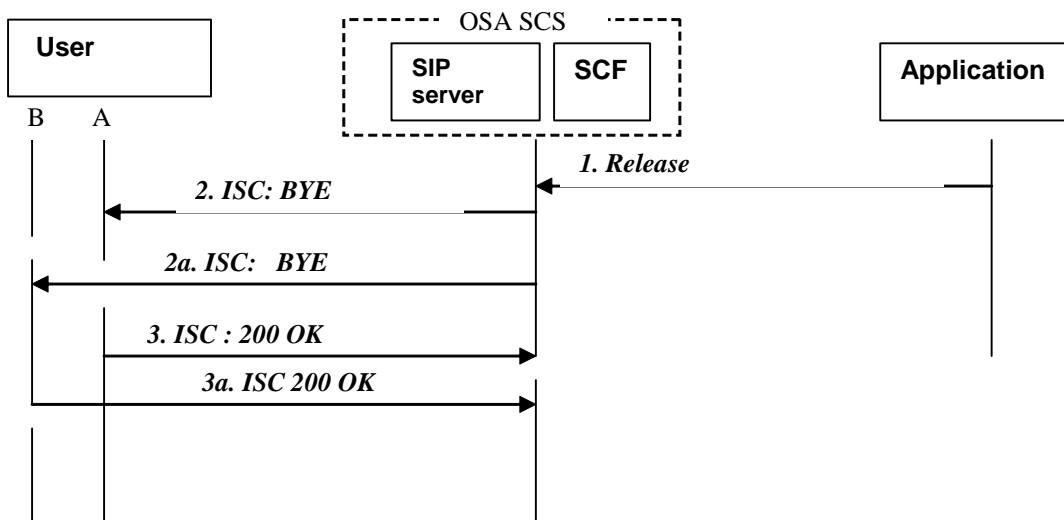 OSA SCS
User
SIP
server
SCF
Application
B A
1. Release
2. ISC: BYE
2a. ISC: BYE
3. ISC : 200 OK
3a. ISC 200 OK